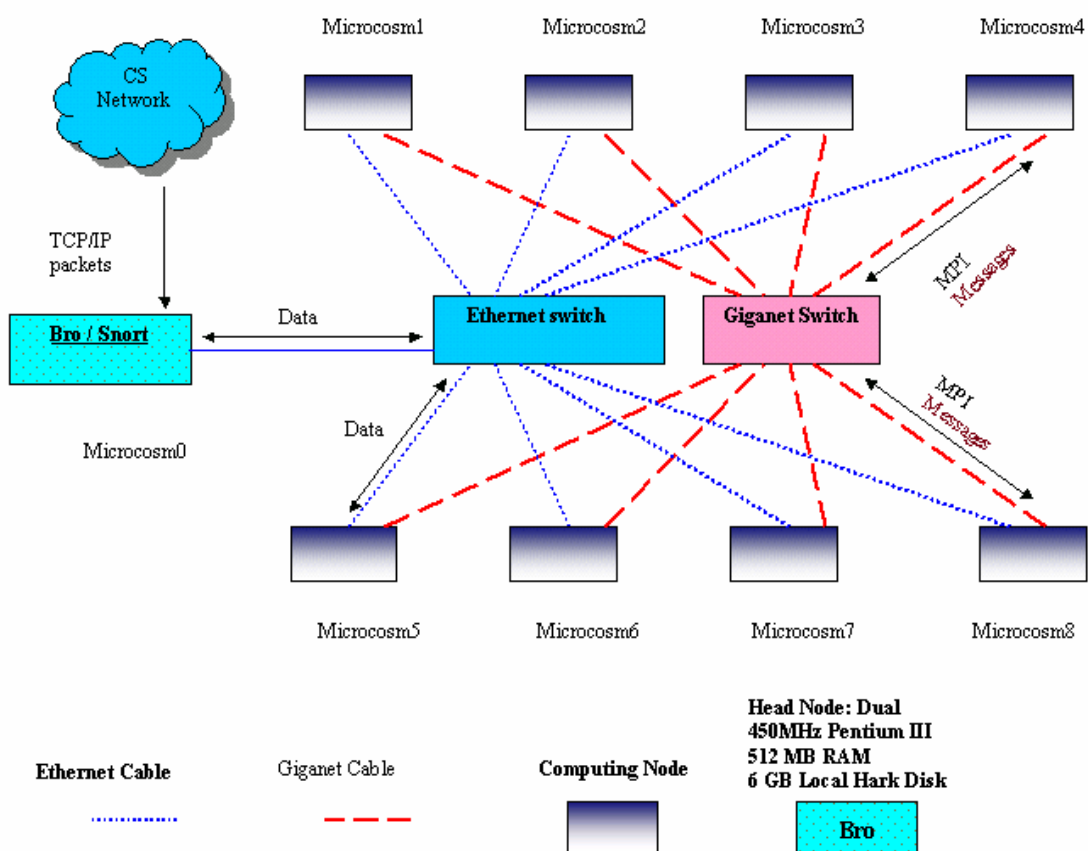 Microcosm1
Microcosm2
Microcosm3
Microcosm4
CS
Network
TCP/IP
packets
MPI
Messages
Bro / Snort
Data
Ethernet switch
Giganet Switch
Microcosm0
Data
MPI
Messages
Microcosm5
Microcosm6
Microcosm7
Microcosm8
Head Node: Dual
450MHz Pentium III
512 MB RAM
6 GB Local Hark Disk
Ethernet Cable
Giganet Cable
Computing Node
Bro